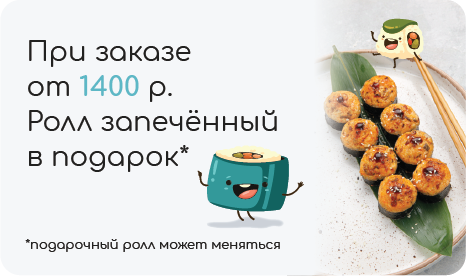 При заказе
от 1400 р.
Ролл запечённый
в подарок*
*подарочный ролл может меняться